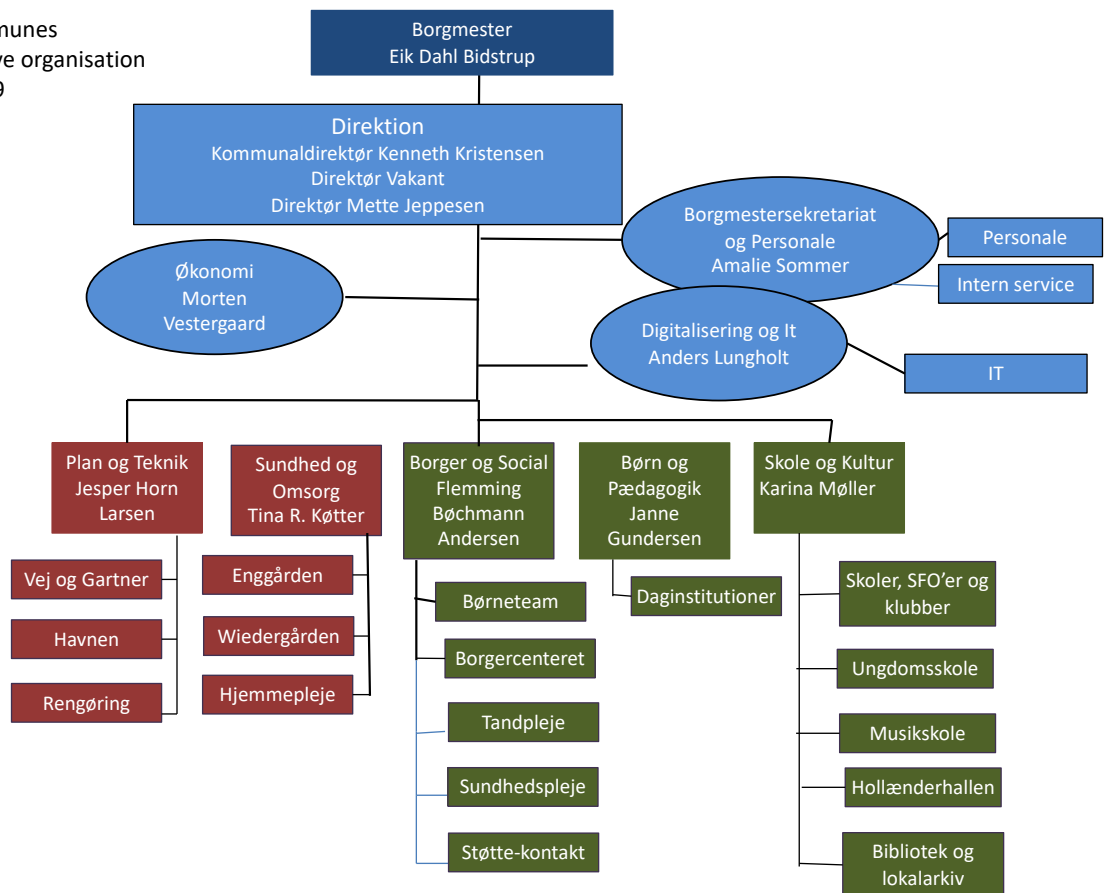 organisation
Borgmester
Eik Dahl Bidstrup
Direktion
Kommunaldirektør Kenneth Kristensen
Direktør Vakant
Direktør Mette Jeppesen
Borgmestersekretariat
og Personale
Amalie Sommer
Personale
Intern service
Økonomi
Morten
Vestergaard
Digitalisering og It
Anders Lungholt
IT
Plan og Teknik
Jesper Horn
Larsen
Vej og Gartner
Havnen
Rengøring
Sundhed og
Omsorg
Tina R. Køtter
Enggården
Wiedergården
Hjemmepleje
Borger og Social
Flemming
Bøchmann
Andersen
Børneteam
Borgercenteret
Tandpleje
Sundhedspleje
Støtte-kontakt
Børn og
Pædagogik
Janne
Gundersen
Daginstitutioner
Skole og Kultur
Karina Møller
Skoler, SFO’er og
klubber
Ungdomsskole
Musikskole
Hollænderhallen
Bibliotek og
lokalarkiv